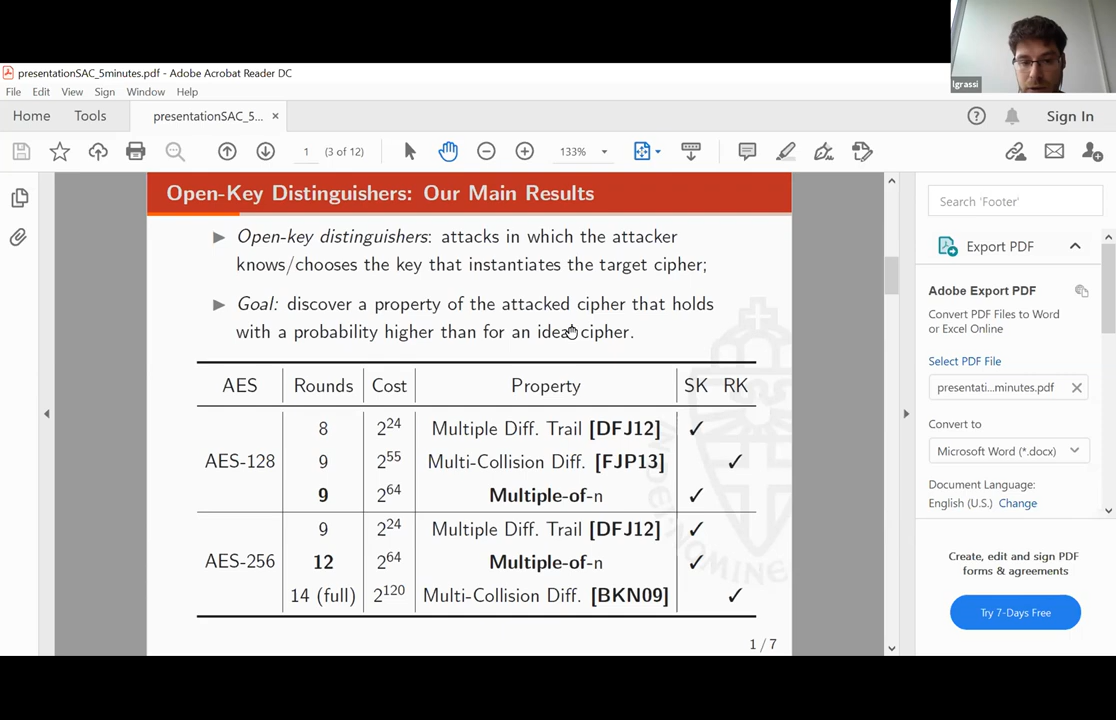 presentationSAC_5minutes.pdf - Adobe Acrobat Reader DC
lgrassi
File Edit View Sign Window Help
Home Tools presentationSAC_5... × Sign In
1 (3 of 12) 133%
Open-Key Distinguishers: Our Main Results
Open-key distinguishers: attacks in which the attacker
knows/chooses the key that instantiates the target cipher;
Goal: discover a property of the attacked cipher that holds
with a probability higher than for an ideal cipher.
AES Rounds Cost Property SK RK
8 2^24 Multiple Diff. Trail [DFJ12] ✓
AES-128 9 2^55 Multi-Collision Diff. [FJP13] ✓
9 2^64 Multiple-of-n ✓
9 2^24 Multiple Diff. Trail [DFJ12] ✓
AES-256 12 2^64 Multiple-of-n ✓
14 (full) 2^120 Multi-Collision Diff. [BKN09] ✓
1 / 7
Search 'Footer'
Export PDF
Adobe Export PDF
Convert PDF Files to Word
or Excel Online
Select PDF File
presentati...minutes.pdf
Convert to
Microsoft Word (*.docx)
Document Language:
English (U.S.) Change
Create, edit and sign PDF
forms & agreements
Try 7-Days Free